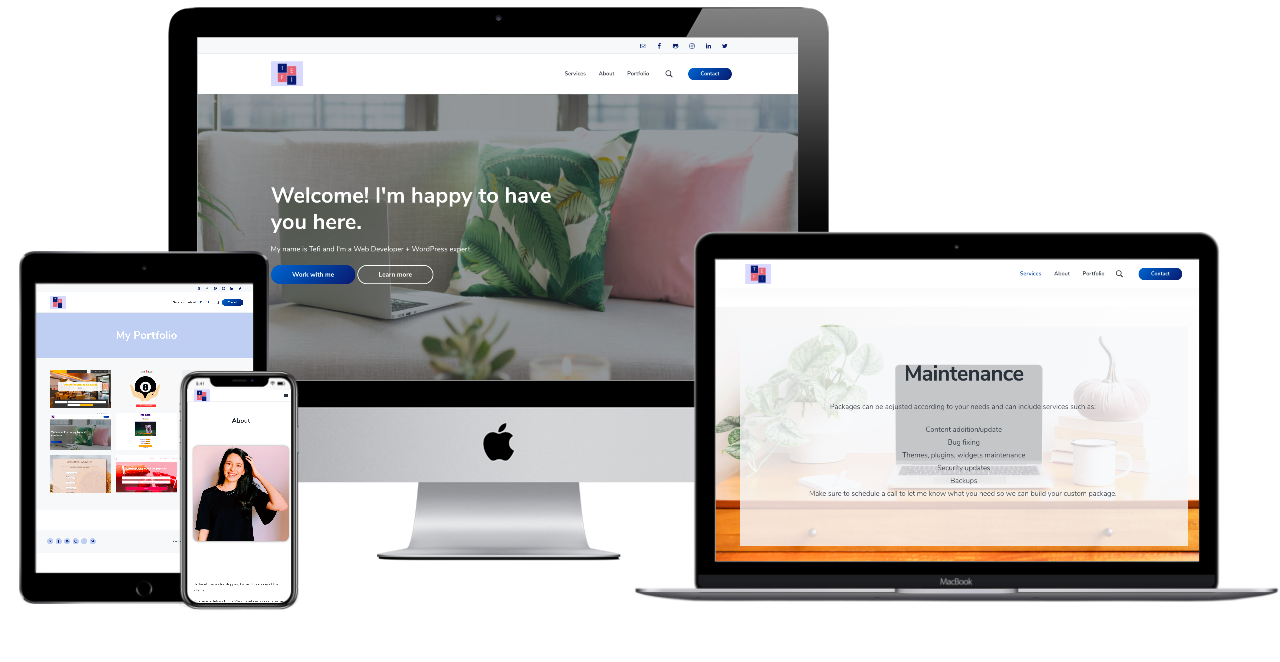 T
E
F
I
Services About Portfolio Contact
Welcome! I'm happy to have
you here.
My name is Tefi and I'm a Web Developer + WordPress expert
Work with me Learn more
My Portfolio
8
9:41
About
Services About Portfolio Contact
Maintenance
Packages can be adjusted according to your needs and can include services such as:
Content addition/update
Bug fixing
Themes, plugins, widgets maintenance
Security updates
Backups
Make sure to schedule a call to let me know what you need so we can build your custom package.
MacBook